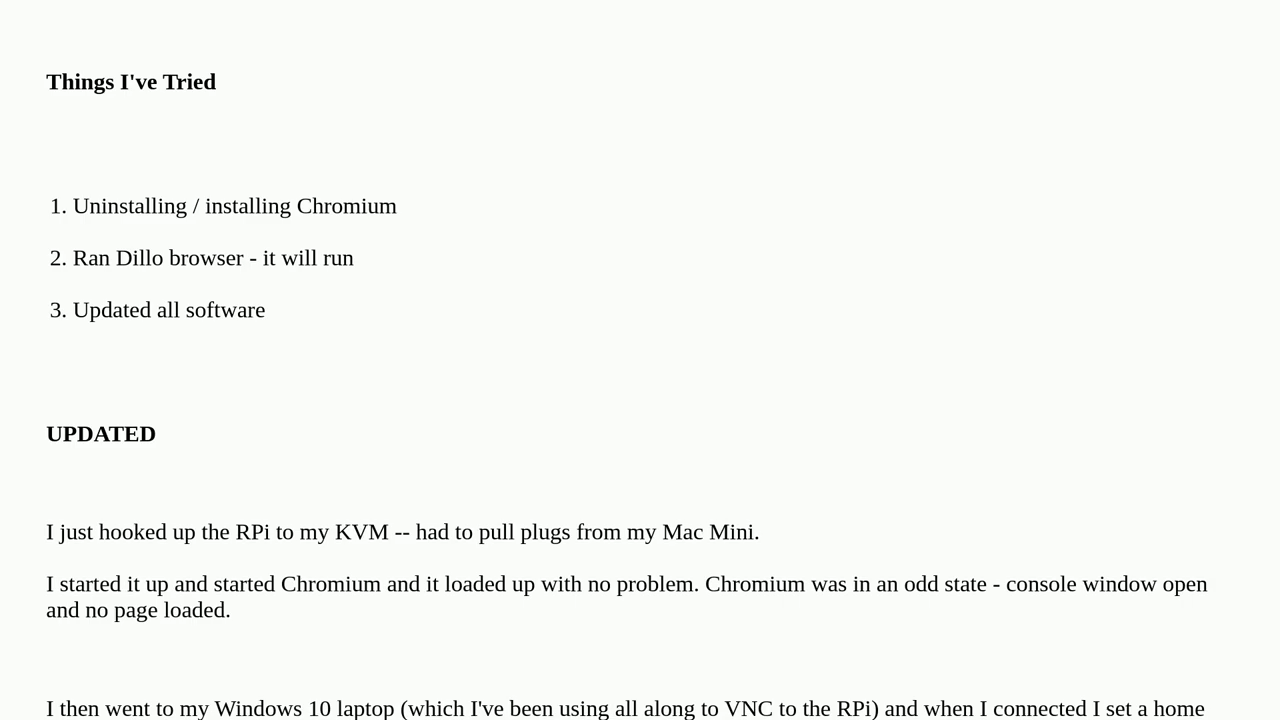 Things I've Tried
1. Uninstalling / installing Chromium
2. Ran Dillo browser - it will run
3. Updated all software
UPDATED
I just hooked up the RPi to my KVM -- had to pull plugs from my Mac Mini.
I started it up and started Chromium and it loaded up with no problem. Chromium was in an odd state - console window open
and no page loaded.
I then went to my Windows 10 laptop (which I've been using all along to VNC to the RPi) and when I connected I set a home